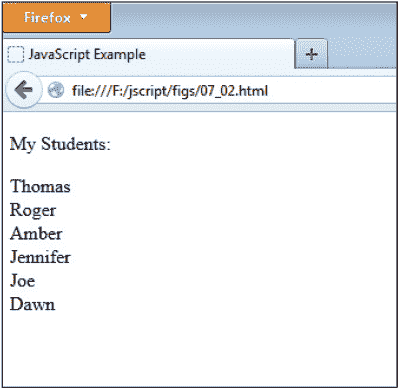 Firefox
JavaScript Example
file:///F:/jscript/figs/07_02.html
My Students:
Thomas
Roger
Amber
Jennifer
Joe
Dawn